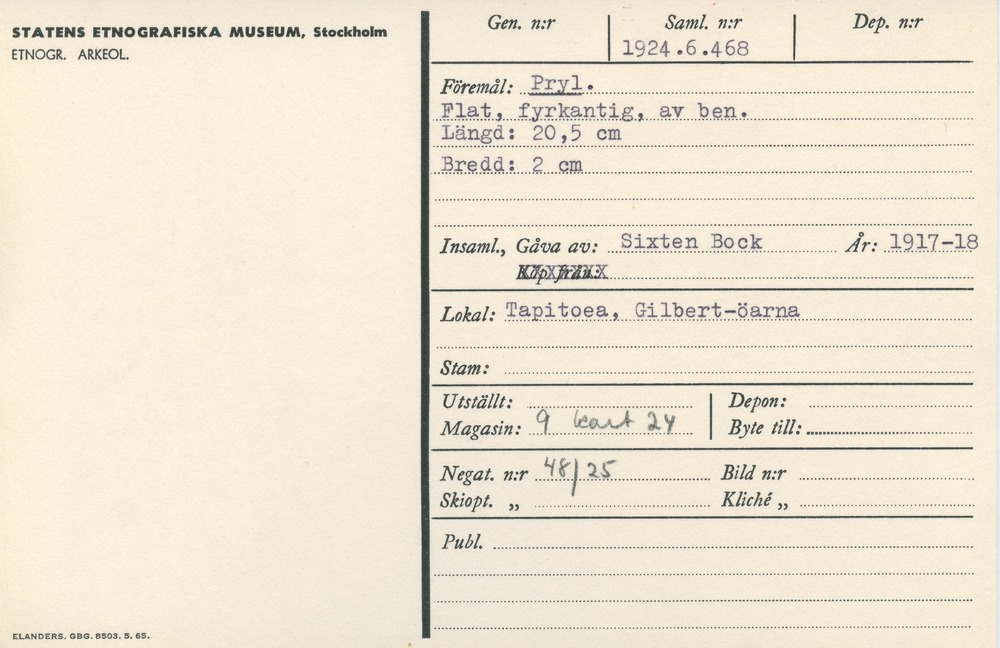 STATENS ETNOGRAFISKA MUSEUM, Stockholm
ETNOGR. ARKEOL.
Gen. n:r
Saml. n:r
Dep. n:r
1924.6.468
Föremål: Pryl.
Flat, fyrkantig, av ben.
Längd: 20,5 cm
Bredd: 2 cm
Insaml., Gåva av: Sixten Bock År: 1917-18
Köp från:
Lokal: Tapitoea, Gilbert-öarna
Stam:
Utställt: Depon:
Magasin: 9 kart 24 Byte till:
Negat. n:r 48/25 Bild n:r
Skiopt. „ Kliché „
Publ.
ELANDERS. GBG. 8503. 5. 65.